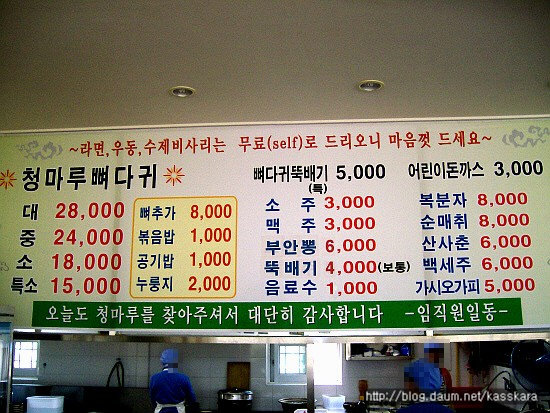 ~라면,우동,수제비사리는 무료(self)로 드리오니 마음껏 드세요~
청마루뼈다귀
대 28,000
중 24,000
소 18,000
특소 15,000
뼈추가 8,000
볶음밥 1,000
공기밥 1,000
누룽지 2,000
뼈다귀뚝배기 5,000
(특)
소 주 3,000
맥 주 3,000
부안뽕 6,000
뚝배기 4,000(보통)
음료수 1,000
어린이돈까스 3,000
복분자 8,000
순매취 8,000
산사춘 6,000
백세주 6,000
가시오가피 5,000
오늘도 청마루를 찾아주셔서 대단히 감사합니다 -임직원일동-
http://blog.daum.net/kasskara